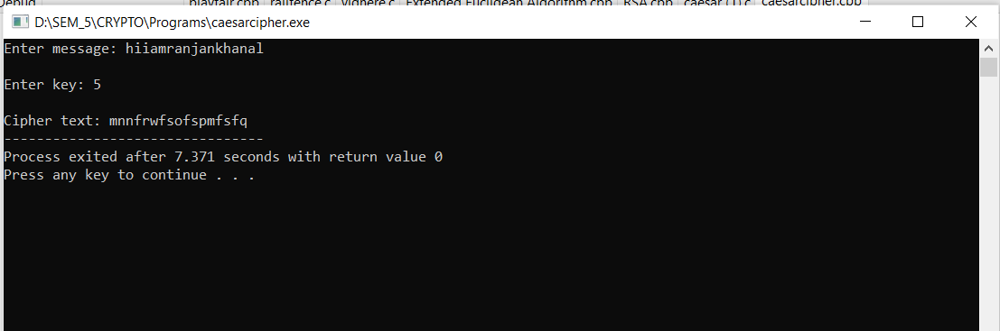 Debug playfair.cpp railfence.c vignere.c Extended Euclidean Algorithm.cpp RSA.cpp caesar (1).c caesarcipher.cpp
D:\SEM_5\CRYPTO\Programs\caesarcipher.exe
Enter message: hiiamranjankhanal
Enter key: 5
Cipher text: mnnfrwfsofspmfsfq
--------------------------------
Process exited after 7.371 seconds with return value 0
Press any key to continue . . .